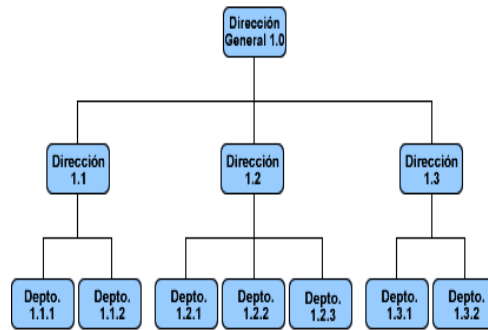 Dirección
General 1.0
Dirección
1.1
Dirección
1.2
Dirección
1.3
Depto.
1.1.1
Depto.
1.1.2
Depto.
1.2.1
Depto.
1.2.2
Depto.
1.2.3
Depto.
1.3.1
Depto.
1.3.2